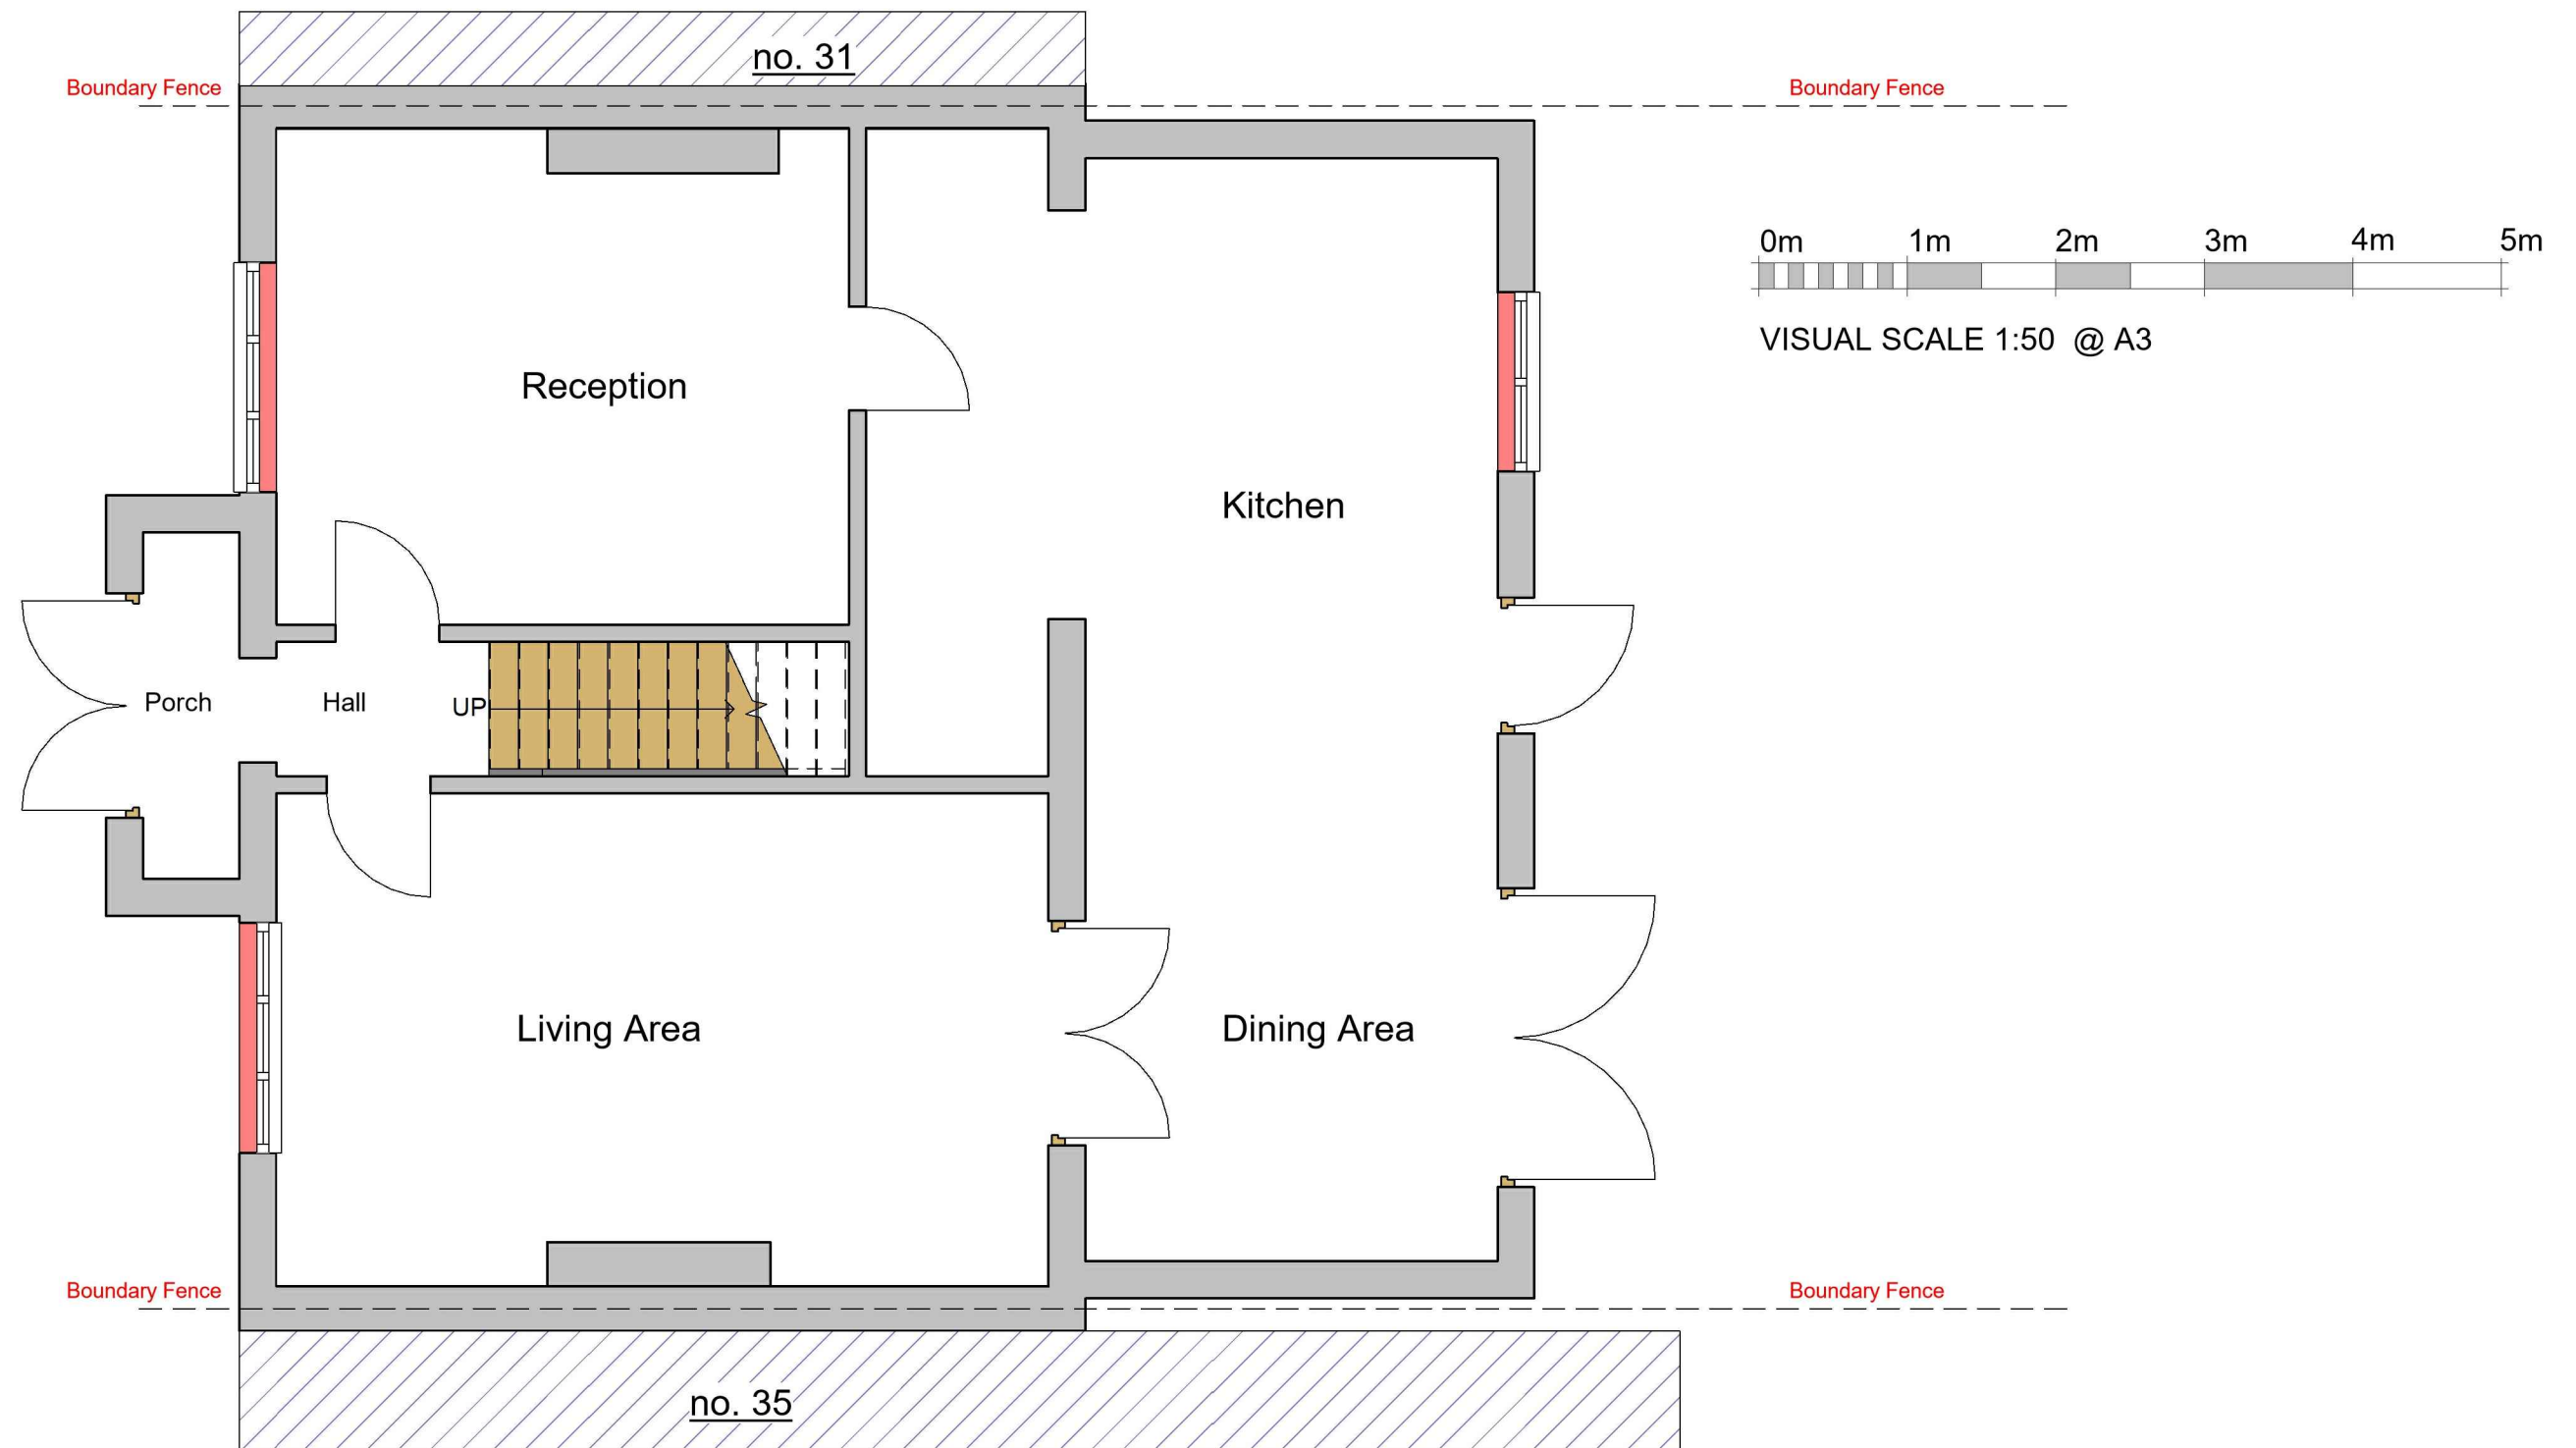 no. 31
Boundary Fence
Boundary Fence
0m 1m 2m 3m 4m 5m
VISUAL SCALE 1:50 @ A3
Reception
Kitchen
Porch
Hall
UP
Living Area
Dining Area
Boundary Fence
Boundary Fence
no. 35